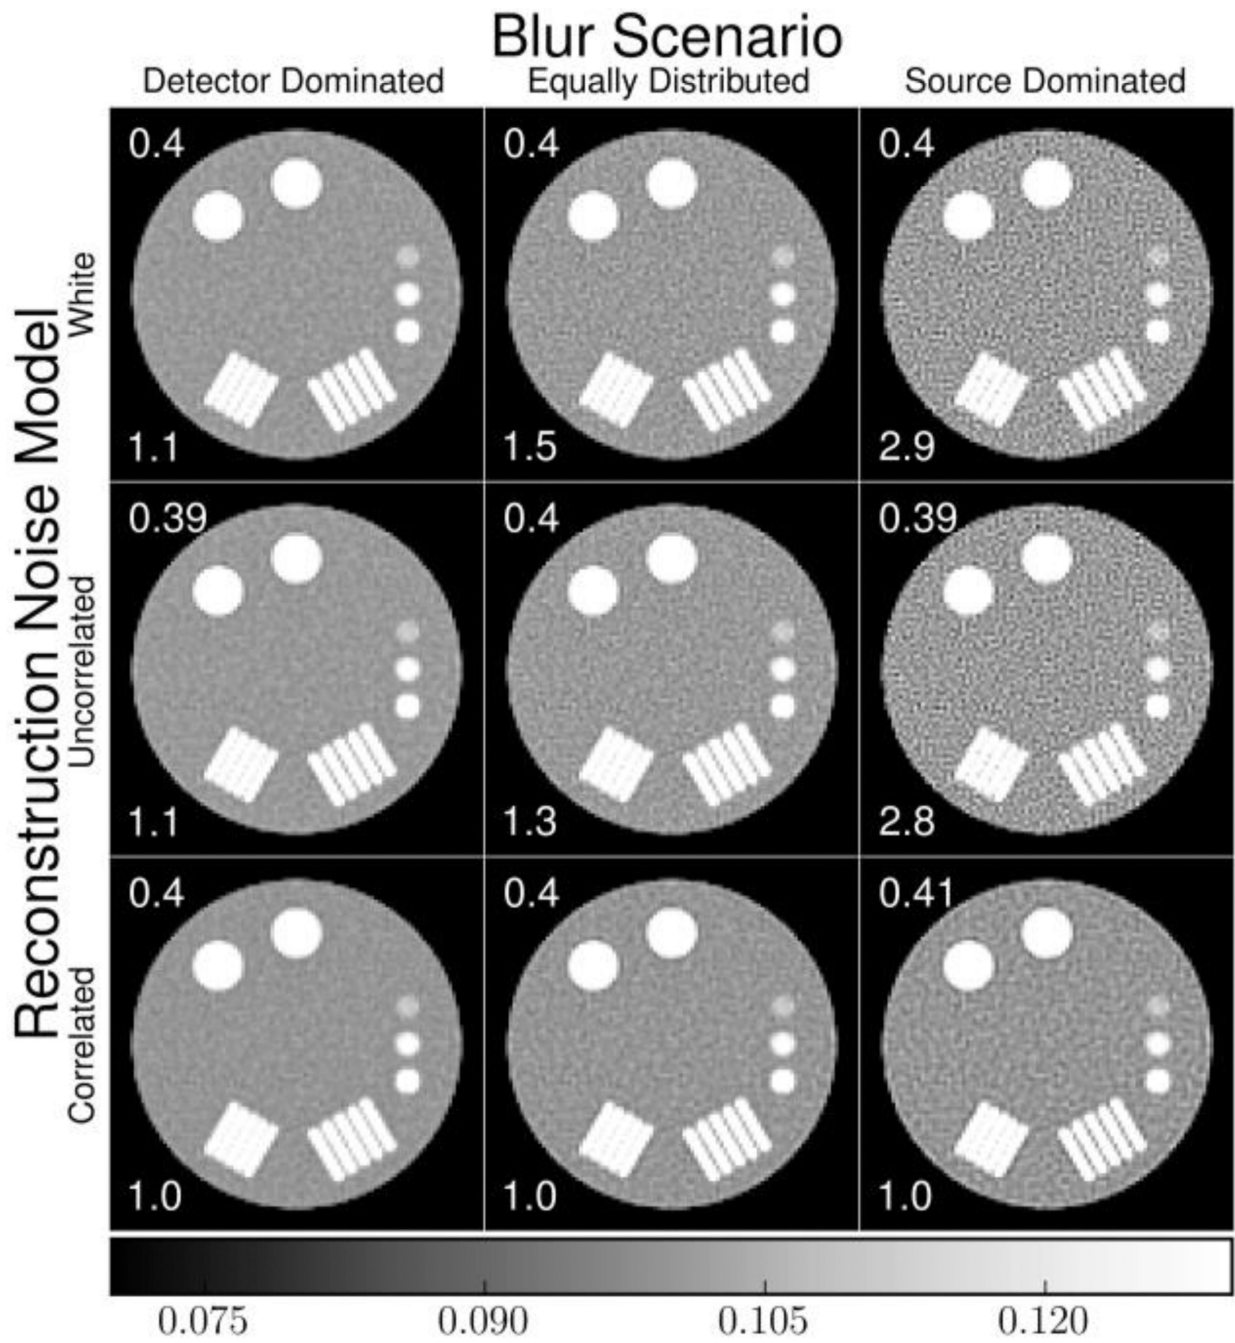 Blur Scenario
Detector Dominated Equally Distributed Source Dominated
Reconstruction Noise Model
White
0.4 0.4 0.4
1.1 1.5 2.9
Uncorrelated
0.39 0.4 0.39
1.1 1.3 2.8
Correlated
0.4 0.4 0.41
1.0 1.0 1.0
0.075 0.090 0.105 0.120